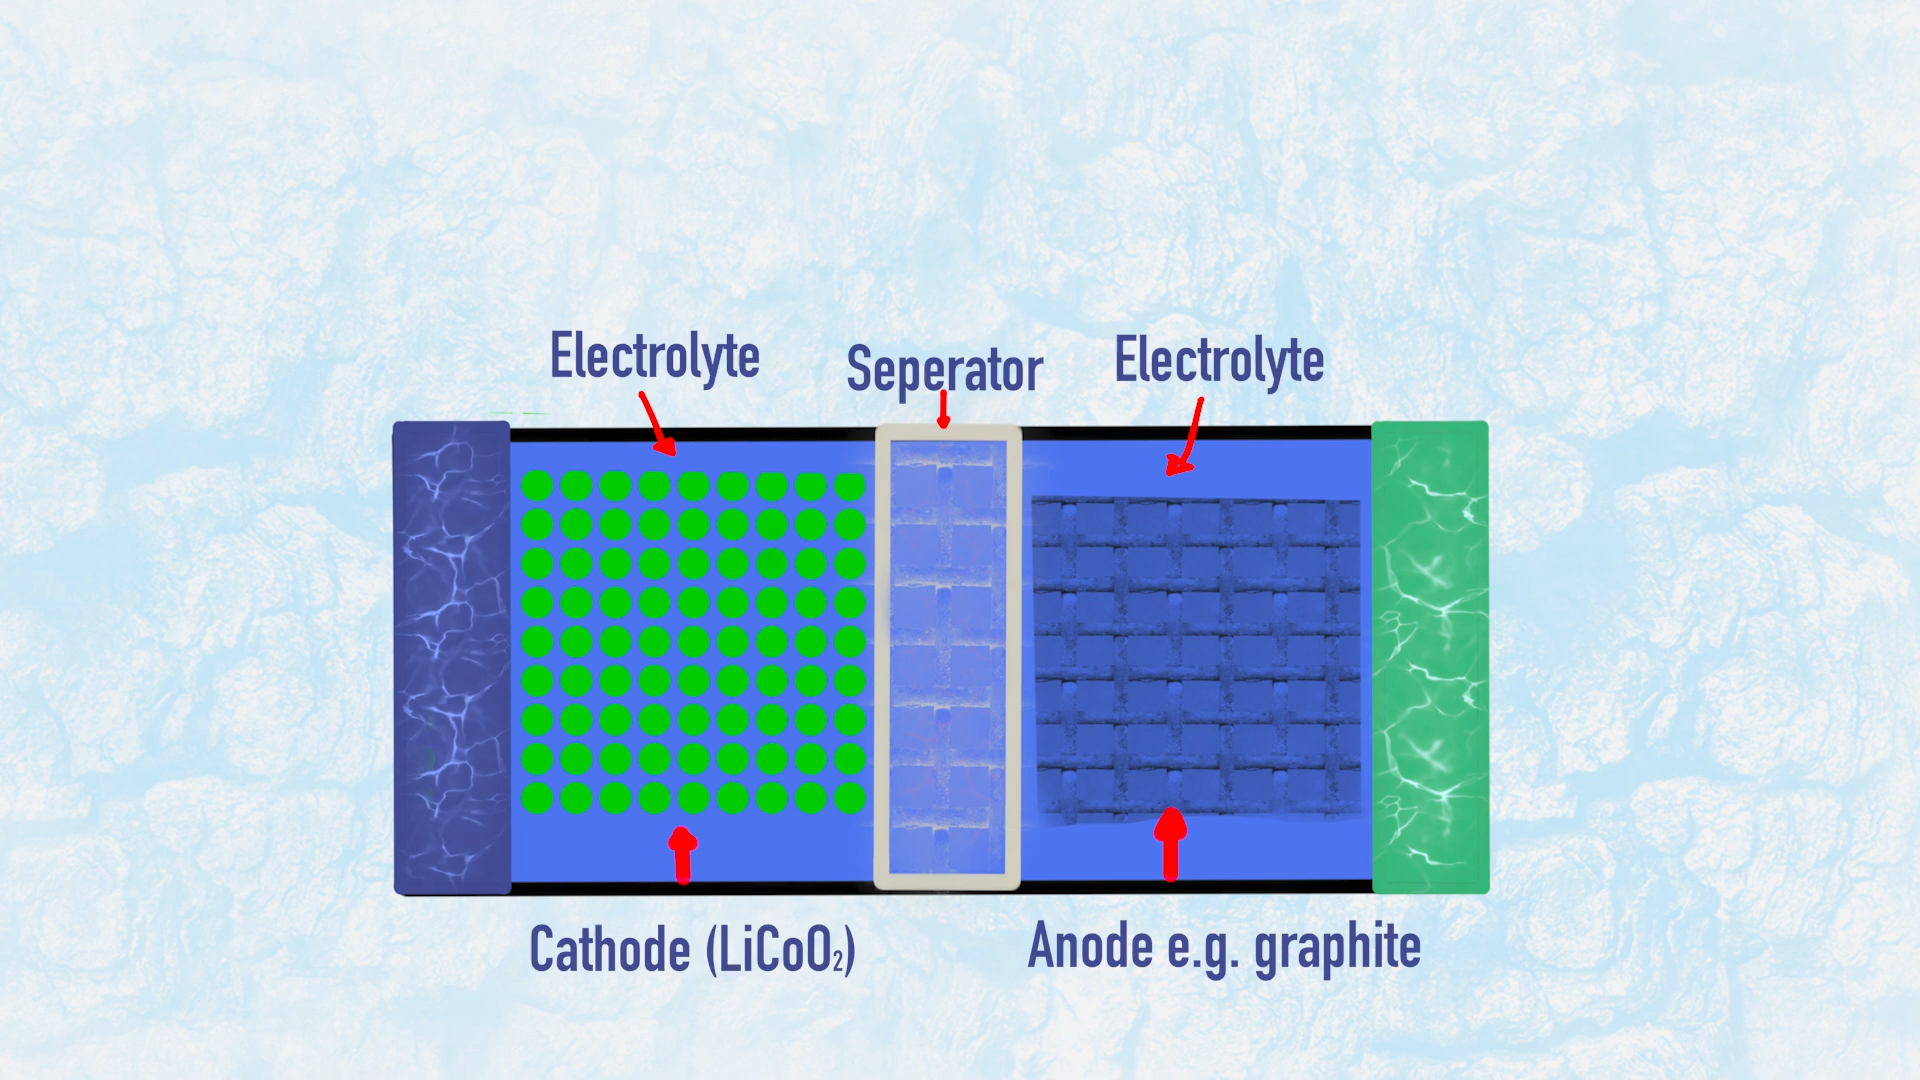 Electrolyte
Seperator
Electrolyte
Cathode (LiCoO₂)
Anode e.g. graphite